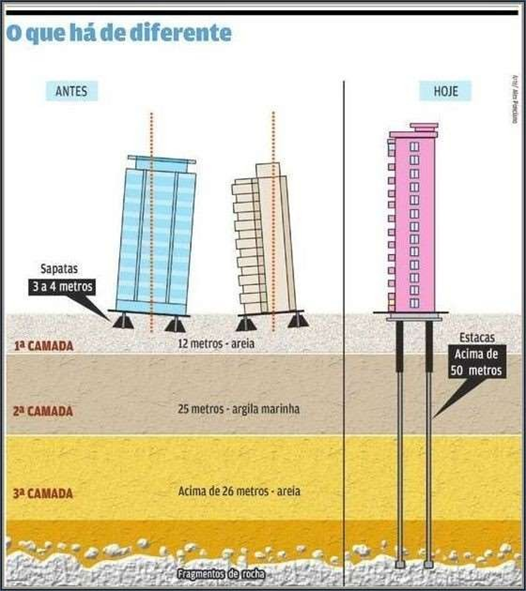 O que há de diferente
ANTES
HOJE
Sapatas
3 a 4 metros
Estacas
Acima de
50 metros
1ª CAMADA
12 metros - areia
2ª CAMADA
25 metros - argila marinha
3ª CAMADA
Acima de 26 metros - areia
Fragmentos de rocha